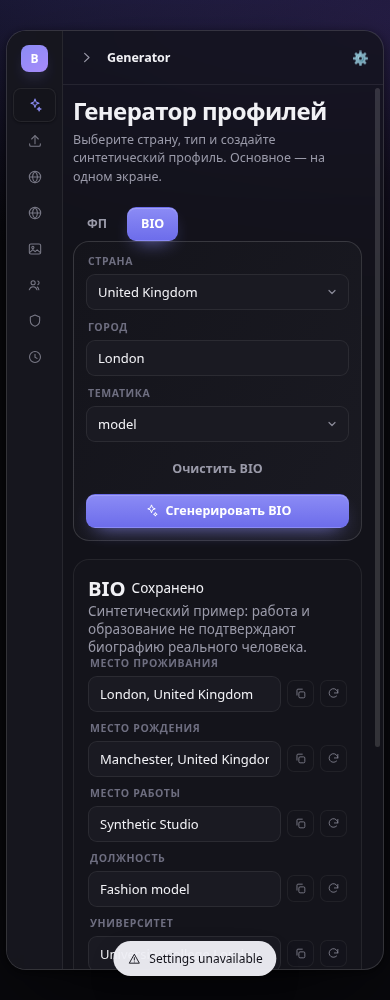 B
Generator
Генератор профилей
Выберите страну, тип и создайте
синтетический профиль. Основное — на
одном экране.
ФП
BIO
СТРАНА
United Kingdom
ГОРОД
London
ТЕМАТИКА
model
Очистить BIO
Сгенерировать BIO
BIO Сохранено
Синтетический пример: работа и
образование не подтверждают
биографию реального человека.
МЕСТО ПРОЖИВАНИЯ
London, United Kingdom
МЕСТО РОЖДЕНИЯ
Manchester, United Kingdor
МЕСТО РАБОТЫ
Synthetic Studio
ДОЛЖНОСТЬ
Fashion model
УНИВЕРСИТЕТ
Settings unavailable